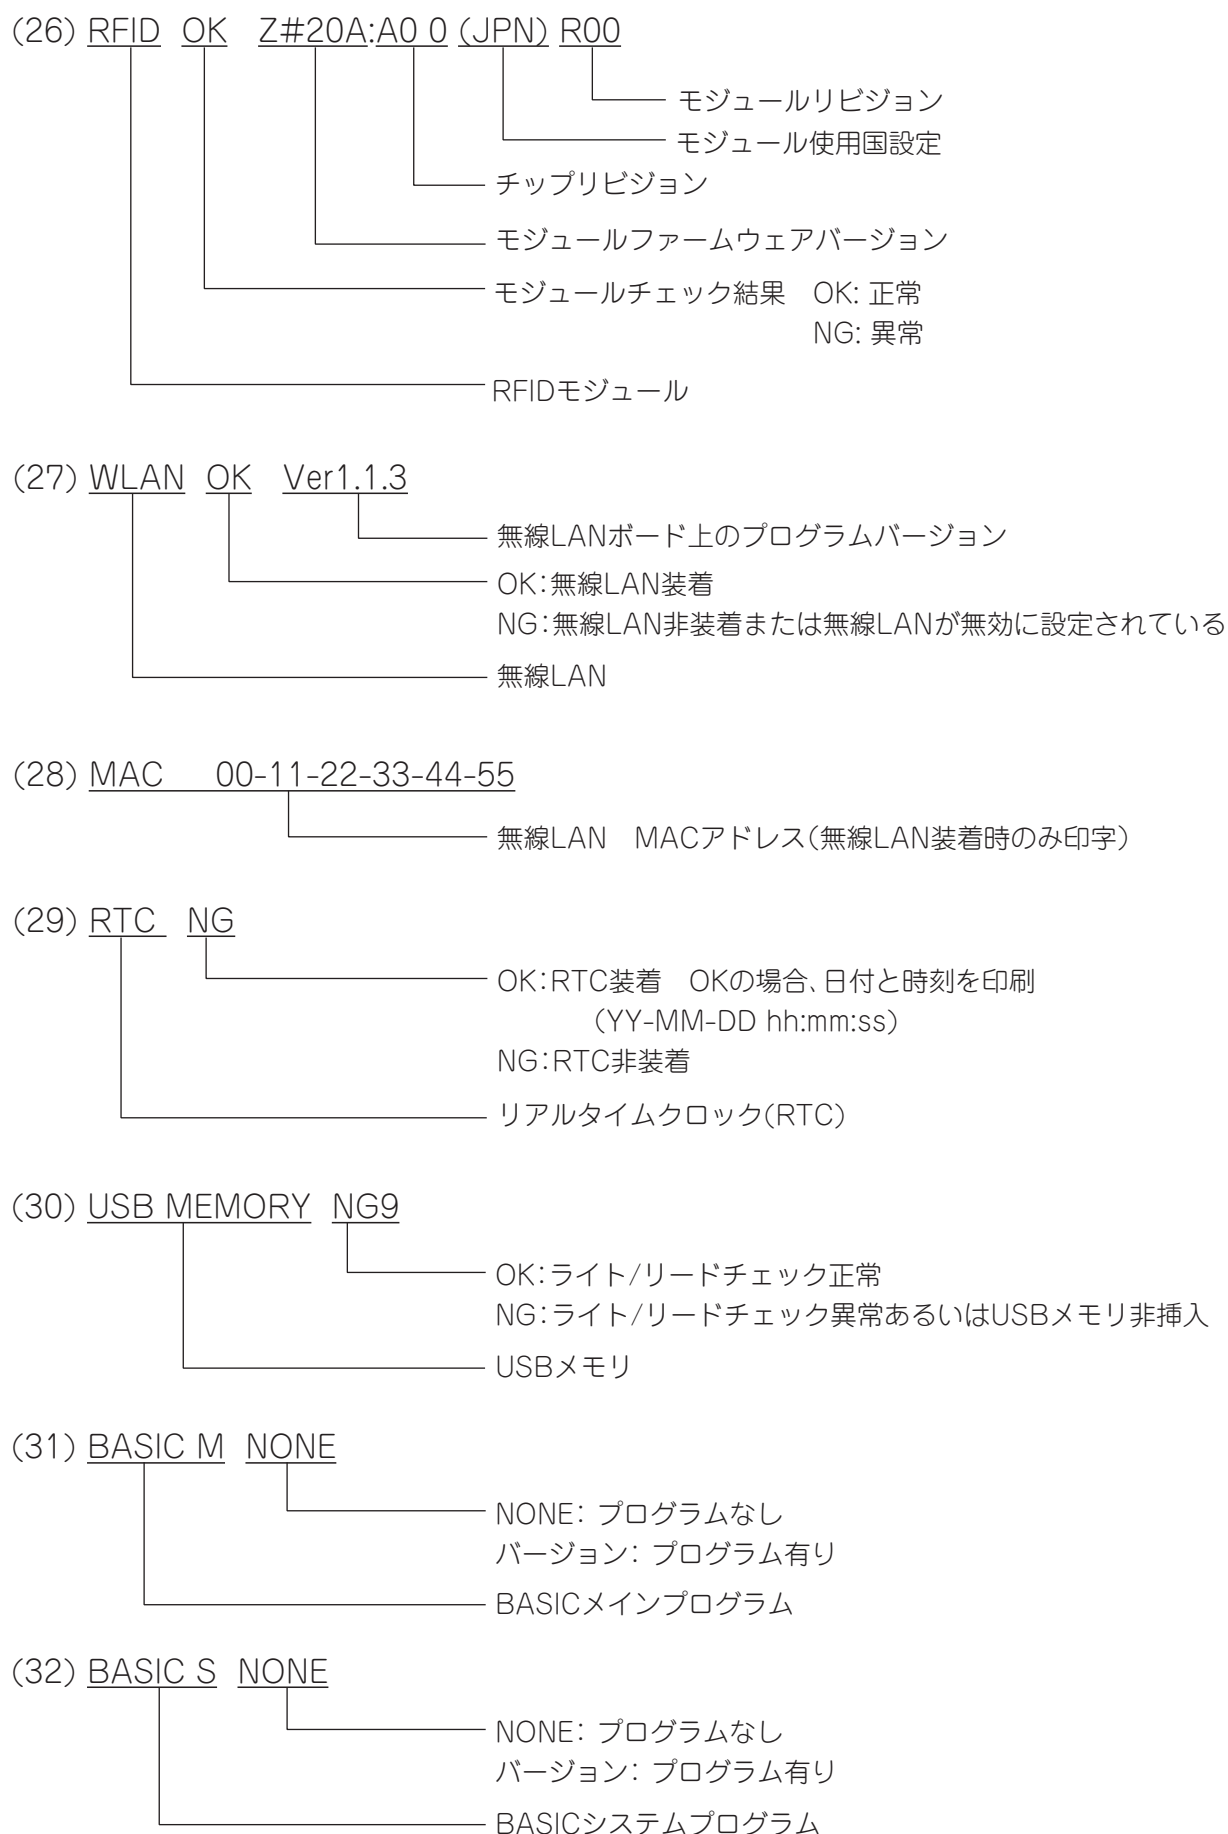 (26) RFID OK Z#20A:A0 0 (JPN) R00
モジュールリビジョン
モジュール使用国設定
チップリビジョン
モジュールファームウェアバージョン
モジュールチェック結果 OK: 正常
NG: 異常
RFIDモジュール
(27) WLAN OK Ver1.1.3
無線LANボード上のプログラムバージョン
OK:無線LAN装着
NG:無線LAN非装着または無線LANが無効に設定されている
無線LAN
(28) MAC 00-11-22-33-44-55
無線LAN MACアドレス(無線LAN装着時のみ印字)
(29) RTC NG
OK:RTC装着 OKの場合、日付と時刻を印刷
(YY-MM-DD hh:mm:ss)
NG:RTC非装着
リアルタイムクロック(RTC)
(30) USB MEMORY NG9
OK:ライト/リードチェック正常
NG:ライト/リードチェック異常あるいはUSBメモリ非挿入
USBメモリ
(31) BASIC M NONE
NONE: プログラムなし
バージョン: プログラム有り
BASICメインプログラム
(32) BASIC S NONE
NONE: プログラムなし
バージョン: プログラム有り
BASICシステムプログラム